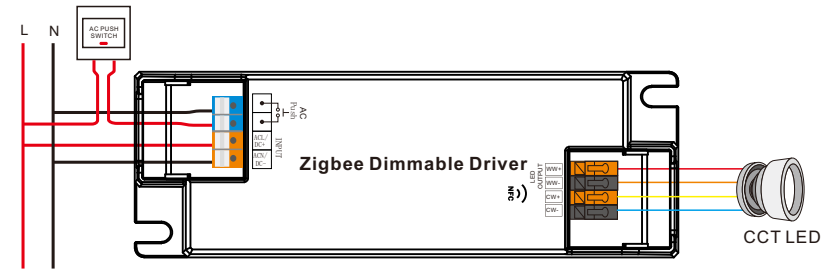 L
N
AC PUSH
SWITCH
AC
Push
ACL/
DC+
ACN/
DC-
INPUT
Zigbee Dimmable Driver
NFC
LED
OUTPUT
WW+
WW-
CW+
CW-
CCT LED